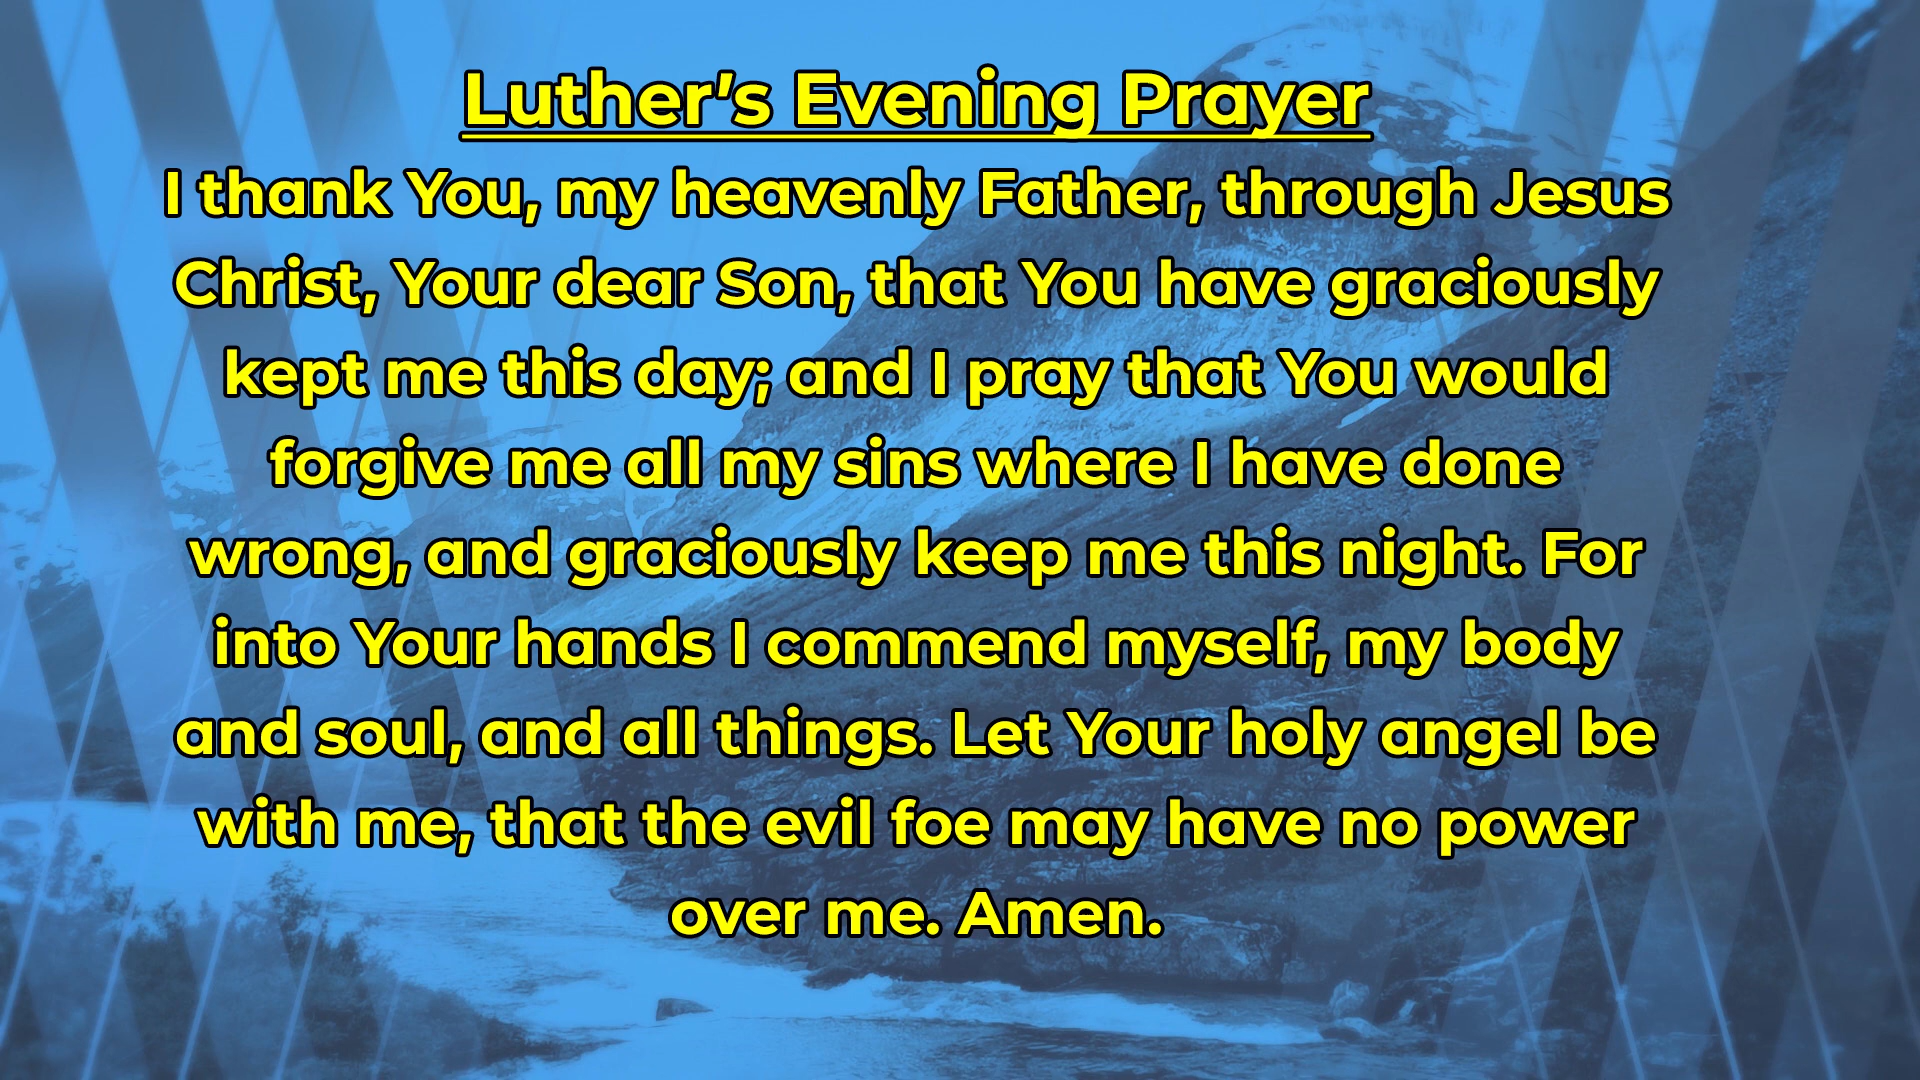 Luther's Evening Prayer
I thank You, my heavenly Father, through Jesus
Christ, Your dear Son, that You have graciously
kept me this day; and I pray that You would
forgive me all my sins where I have done
wrong, and graciously keep me this night. For
into Your hands I commend myself, my body
and soul, and all things. Let Your holy angel be
with me, that the evil foe may have no power
over me. Amen.